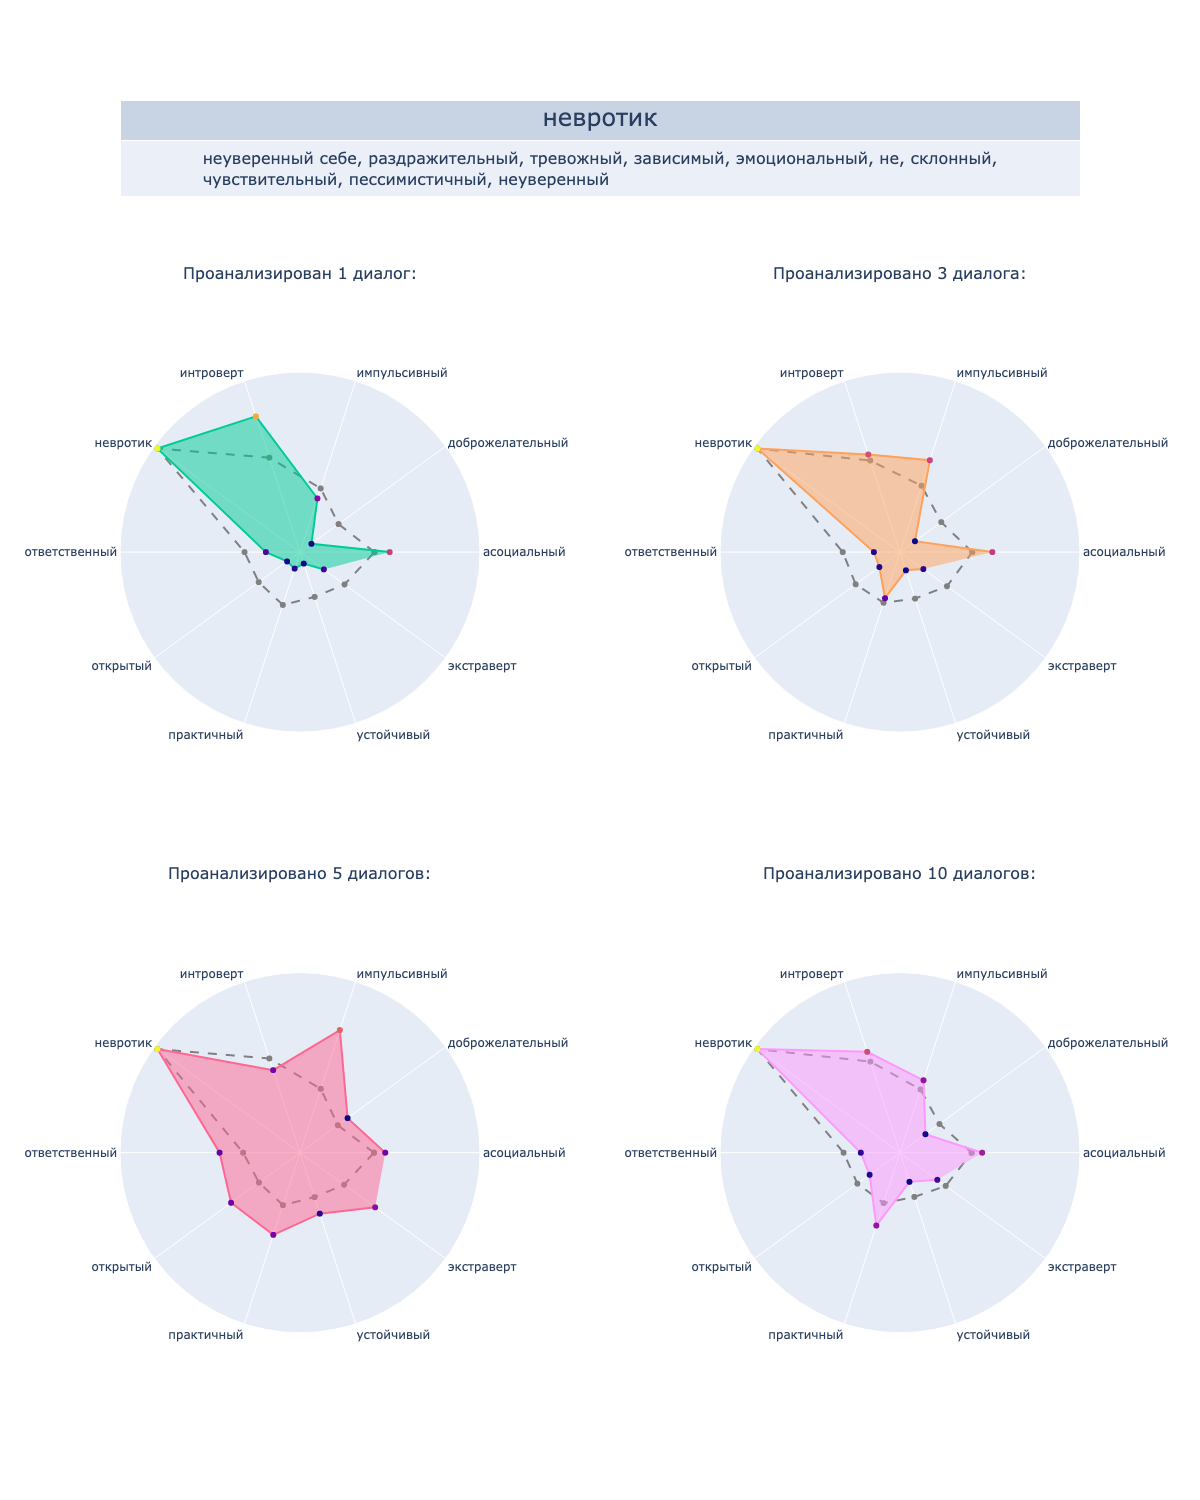 невротик
неуверенный себе, раздражительный, тревожный, зависимый, эмоциональный, не, склонный,
чувствительный, пессимистичный, неуверенный
Проанализирован 1 диалог:
интроверт
импульсивный
невротик
доброжелательный
ответственный
асоциальный
открытый
экстраверт
практичный
устойчивый
Проанализировано 3 диалога:
интроверт
импульсивный
невротик
доброжелательный
ответственный
асоциальный
открытый
экстраверт
практичный
устойчивый
Проанализировано 5 диалогов:
интроверт
импульсивный
невротик
доброжелательный
ответственный
асоциальный
открытый
экстраверт
практичный
устойчивый
Проанализировано 10 диалогов:
интроверт
импульсивный
невротик
доброжелательный
ответственный
асоциальный
открытый
экстраверт
практичный
устойчивый